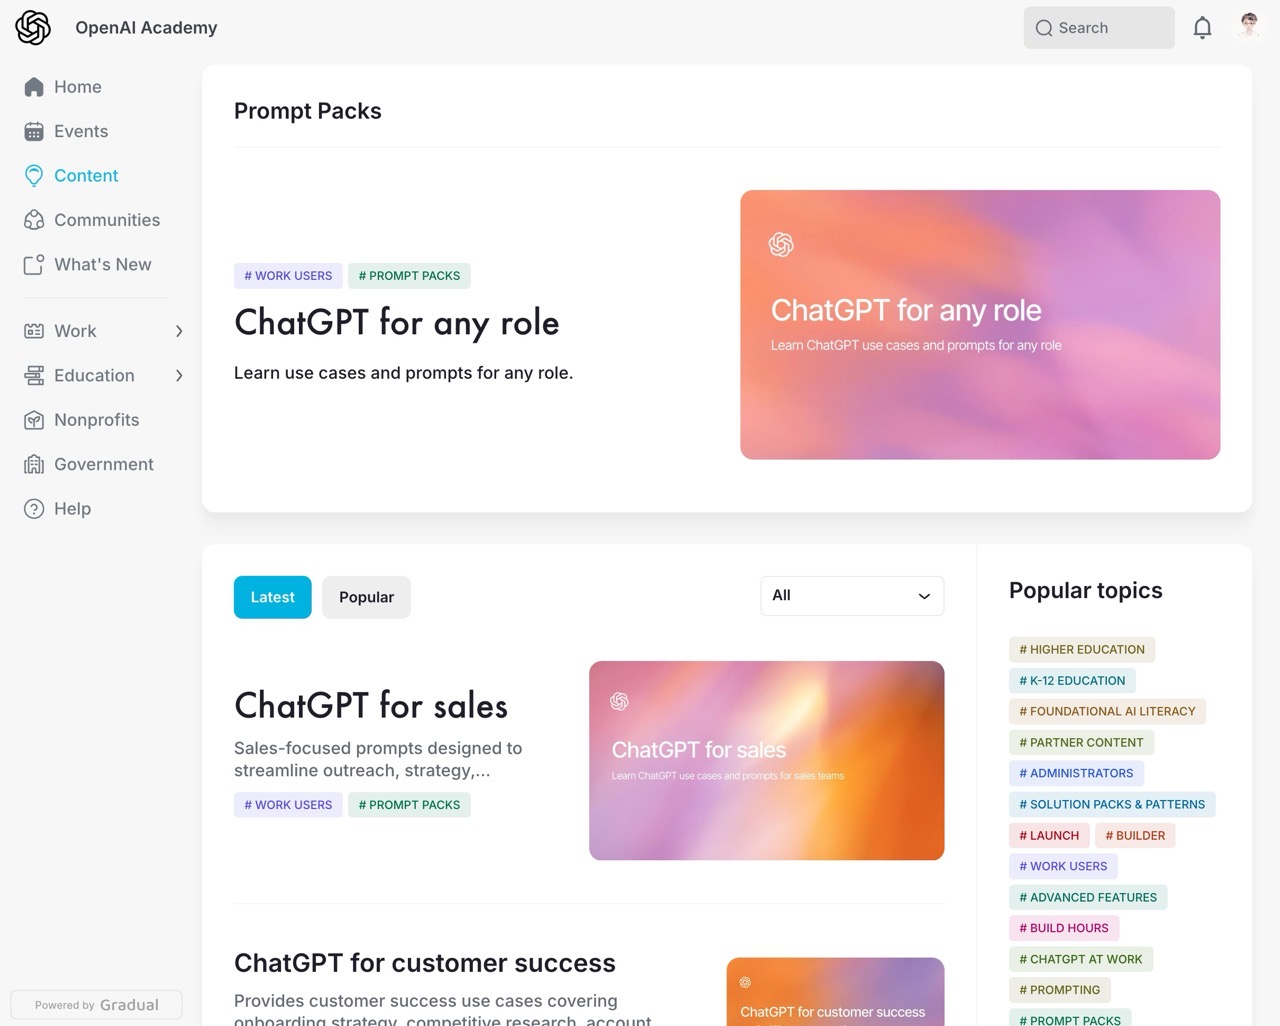 OpenAI Academy
Search
Home
Events
Content
Communities
What's New
Work
Education
Nonprofits
Government
Help
Powered by Gradual
Prompt Packs
# WORK USERS
# PROMPT PACKS
ChatGPT for any role
Learn use cases and prompts for any role.
ChatGPT for any role
Learn ChatGPT use cases and prompts for any role
Latest
Popular
All
ChatGPT for sales
Sales-focused prompts designed to
streamline outreach, strategy,...
# WORK USERS
# PROMPT PACKS
ChatGPT for sales
Learn ChatGPT use cases and prompts for sales teams
ChatGPT for customer success
Provides customer success use cases covering
onboarding strategy, competitive research, account
ChatGPT for customer success
Popular topics
# HIGHER EDUCATION
# K-12 EDUCATION
# FOUNDATIONAL AI LITERACY
# PARTNER CONTENT
# ADMINISTRATORS
# SOLUTION PACKS & PATTERNS
# LAUNCH
# BUILDER
# WORK USERS
# ADVANCED FEATURES
# BUILD HOURS
# CHATGPT AT WORK
# PROMPTING
# PROMPT PACKS